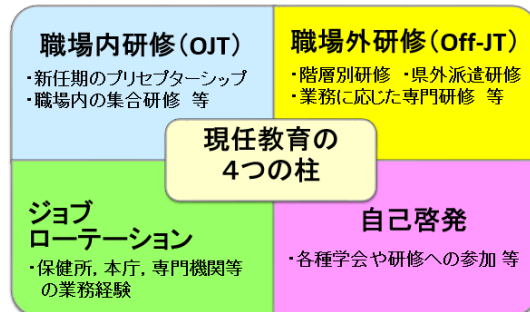 職場内研修(OJT)
・新任期のプリセプターシップ
・職場内の集合研修 等
職場外研修(Off-JT)
・階層別研修 ・県外派遣研修
・業務に応じた専門研修 等
現任教育の
4つの柱
ジョブ
ローテーション
・保健所,本庁,専門機関等
の業務経験
自己啓発
・各種学会や研修への参加 等